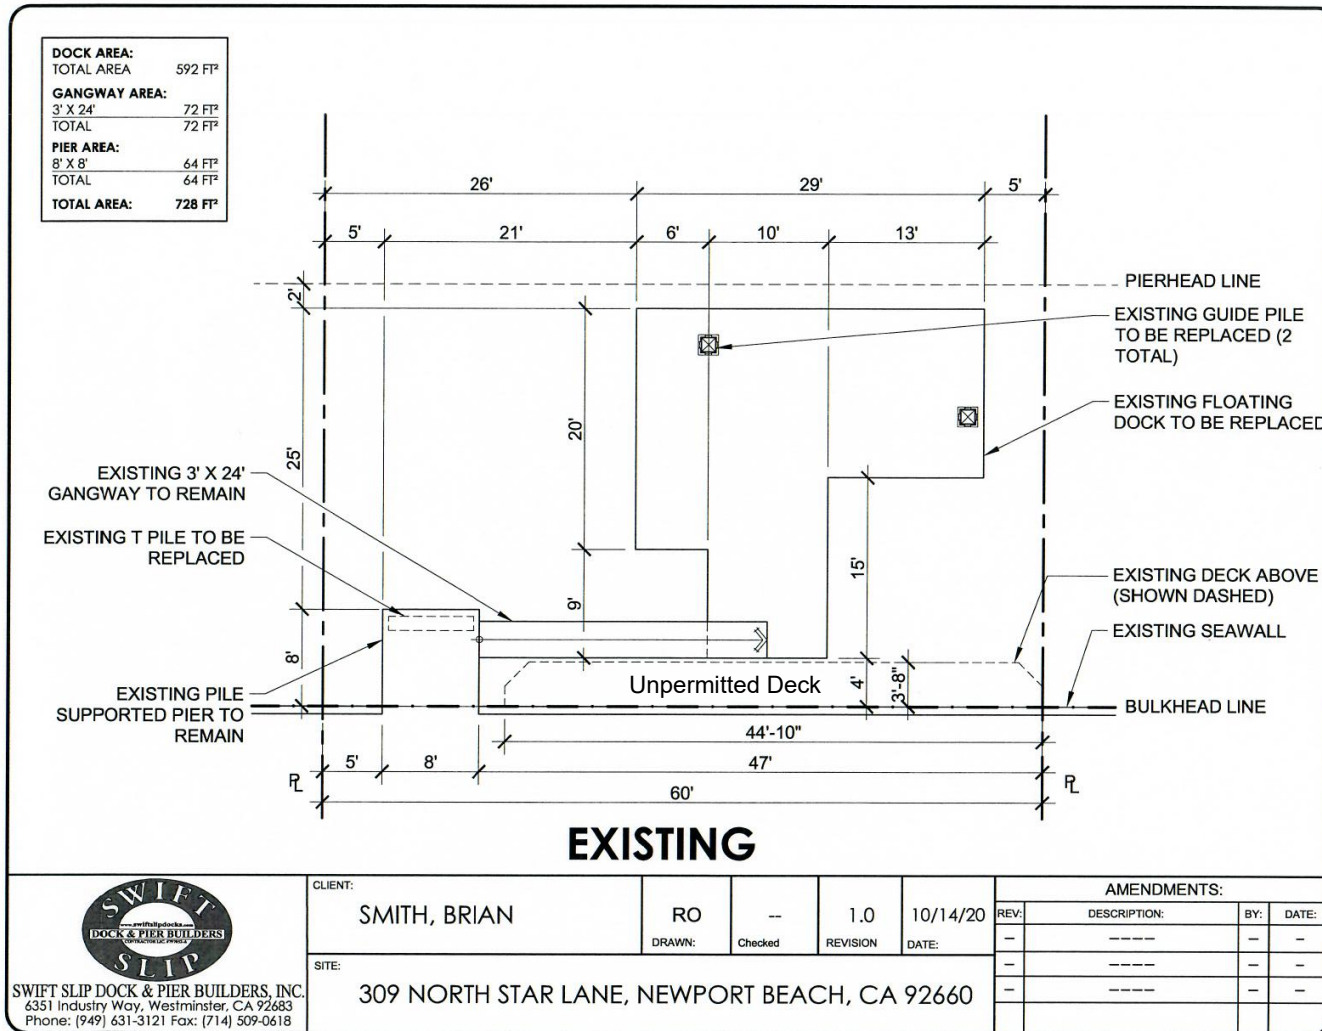 DOCK AREA:
TOTAL AREA 592 FT²
GANGWAY AREA:
3' X 24' 72 FT²
TOTAL 72 FT²
PIER AREA:
8' X 8' 64 FT²
TOTAL 64 FT²
TOTAL AREA: 728 FT²
26' 29' 5'
5' 21' 6' 10' 13'
2'
PIERHEAD LINE
EXISTING GUIDE PILE
TO BE REPLACED (2
TOTAL)
EXISTING FLOATING
DOCK TO BE REPLACED
20'
25'
EXISTING 3' X 24'
GANGWAY TO REMAIN
EXISTING T PILE TO BE
REPLACED
15'
9'
EXISTING DECK ABOVE
(SHOWN DASHED)
EXISTING SEAWALL
8'
EXISTING PILE
SUPPORTED PIER TO
REMAIN
Unpermitted Deck
4'
3'-8"
BULKHEAD LINE
44'-10"
5' 8' 47'
PL PL
60'
EXISTING
SWIFT
www.swiftslipdocks.com
DOCK & PIER BUILDERS
SLIP
SWIFT SLIP DOCK & PIER BUILDERS, INC.
6351 Industry Way, Westminster, CA 92683
Phone: (949) 631-3121 Fax: (714) 509-0618
CLIENT:
SMITH, BRIAN
RO
DRAWN:
--
Checked
1.0
REVISION
10/14/20
DATE:
SITE:
309 NORTH STAR LANE, NEWPORT BEACH, CA 92660
AMENDMENTS:
REV: DESCRIPTION: BY: DATE:
– ---- – –
– ---- – –
– ---- – –